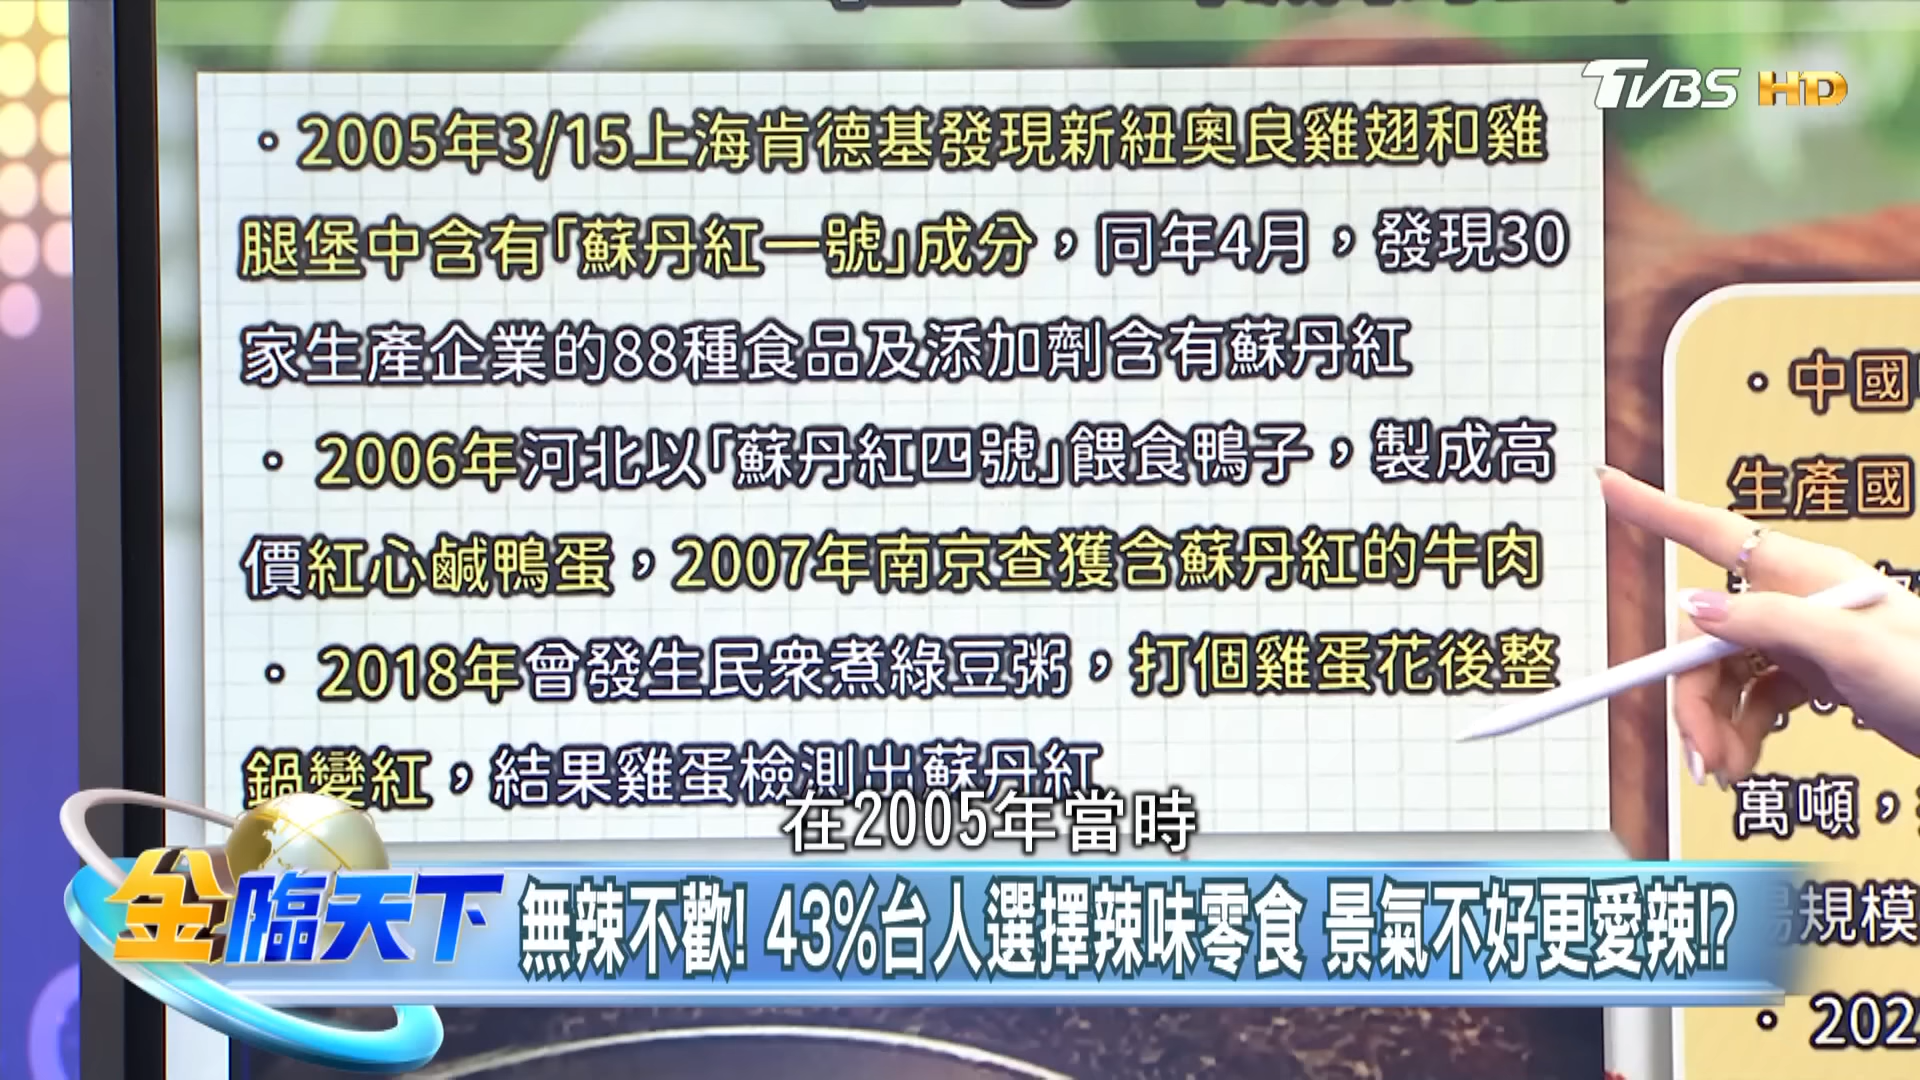 TVBS HD
・2005年3/15上海肯德基發現新紐奧良雞翅和雞
腿堡中含有「蘇丹紅一號」成分，同年4月，發現30
家生產企業的88種食品及添加劑含有蘇丹紅
・2006年河北以「蘇丹紅四號」餵食鴨子，製成高
價紅心鹹鴨蛋，2007年南京查獲含蘇丹紅的牛肉
・2018年曾發生民眾煮綠豆粥，打個雞蛋花後整
鍋變紅，結果雞蛋檢測出蘇丹紅
・中國
生產國
萬噸，
場規模
・202
在2005年當時
金臨天下
無辣不歡! 43%台人選擇辣味零食 景氣不好更愛辣!?